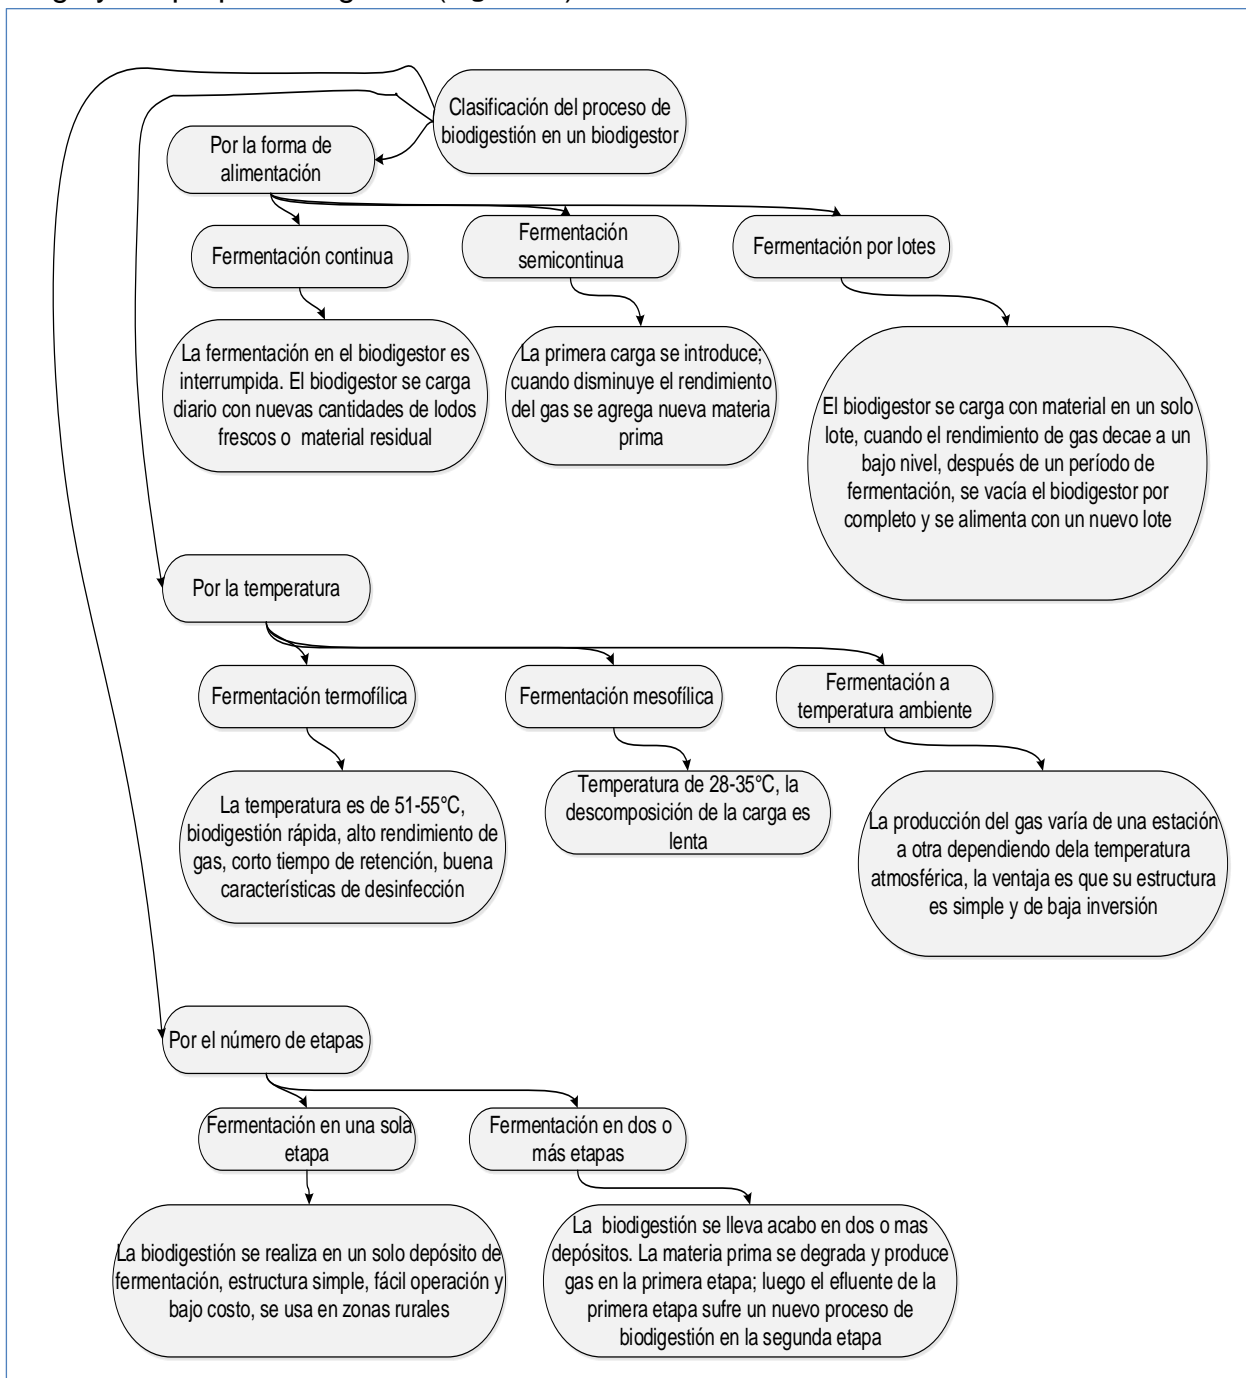 Clasificación del proceso de
biodigestión en un biodigestor
Por la forma de
alimentación
Fermentación continua
Fermentación
semicontinua
Fermentación por lotes
La fermentación en el biodigestor es
interrumpida. El biodigestor se carga
diario con nuevas cantidades de lodos
frescos o  material residual
La primera carga se introduce;
cuando disminuye el rendimiento
del gas se agrega nueva materia
prima
El biodigestor se carga con material en un solo
lote, cuando el rendimiento de gas decae a un
bajo nivel, después de un período de
fermentación, se vacía el biodigestor por
completo y se alimenta con un nuevo lote
Por la temperatura
Fermentación termofílica
Fermentación mesofílica
Fermentación a
temperatura ambiente
La temperatura es de 51-55°C,
biodigestión rápida, alto rendimiento de
gas, corto tiempo de retención, buena
características de desinfección
Temperatura de 28-35°C, la
descomposición de la carga es
lenta
La producción del gas varía de una estación
a otra dependiendo dela temperatura
atmosférica, la ventaja es que su estructura
es simple y de baja inversión
Por el número de etapas
Fermentación en una sola
etapa
Fermentación en dos o
más etapas
La biodigestión se realiza en un solo depósito de
fermentación, estructura simple, fácil operación y
bajo costo, se usa en zonas rurales
La  biodigestión se lleva acabo en dos o mas
depósitos. La materia prima se degrada y produce
gas en la primera etapa; luego el efluente de la
primera etapa sufre un nuevo proceso de
biodigestión en la segunda etapa